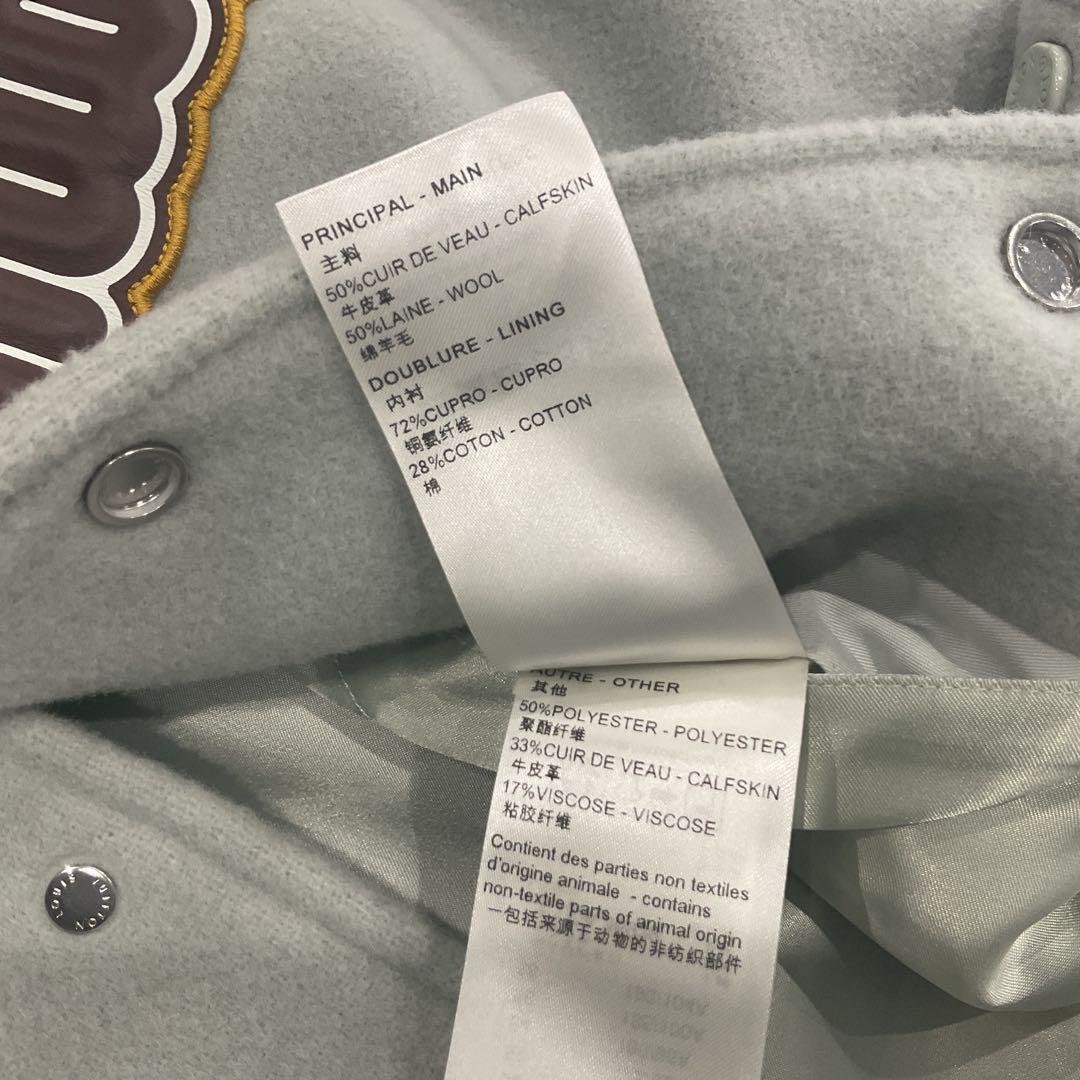 PRINCIPAL - MAIN
主料
50%CUIR DE VEAU - CALFSKIN
牛皮革
50%LAINE - WOOL
绵羊毛
DOUBLURE - LINING
内衬
72%CUPRO - CUPRO
铜氨纤维
28%COTON - COTTON
棉
AUTRE - OTHER
其他
50%POLYESTER - POLYESTER
聚酯纤维
33%CUIR DE VEAU - CALFSKIN
牛皮革
17%VISCOSE - VISCOSE
粘胶纤维
Contient des parties non textiles
d'origine animale - contains
non-textile parts of animal origin
一包括来源于动物的非纺织部件
LOUIS VUITTON